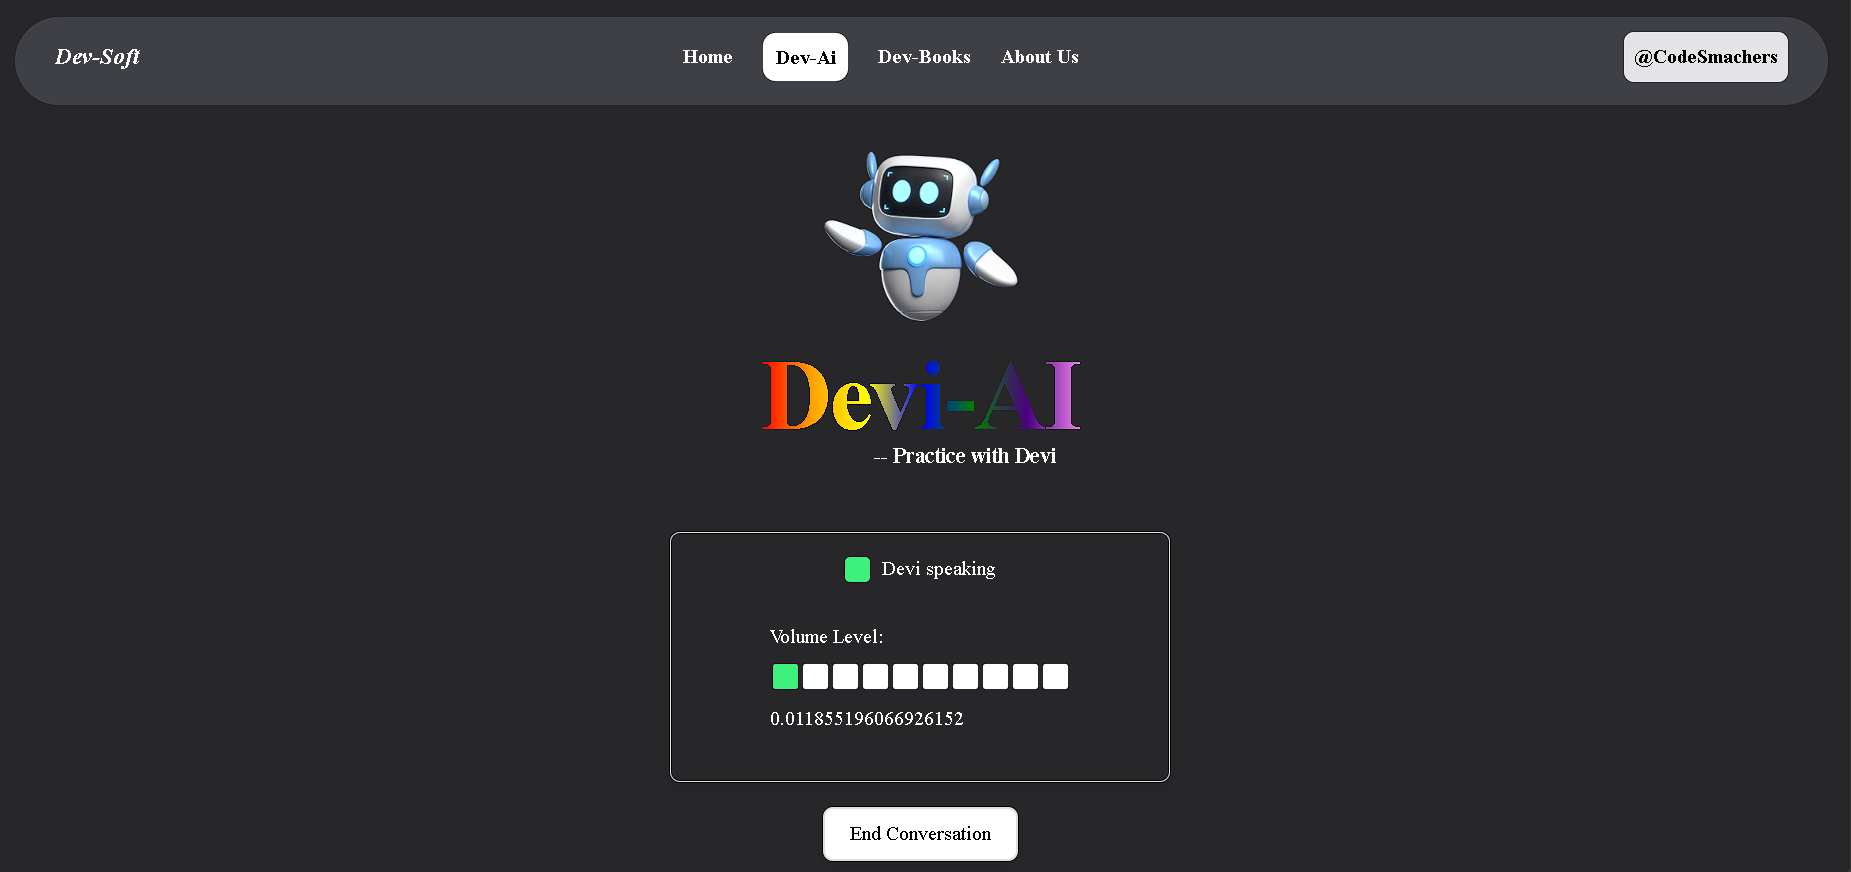 Dev-Soft
Home
Dev-Ai
Dev-Books
About Us
@CodeSmachers
Devi-AI
-- Practice with Devi
Devi speaking
Volume Level:
0.011855196066926152
End Conversation